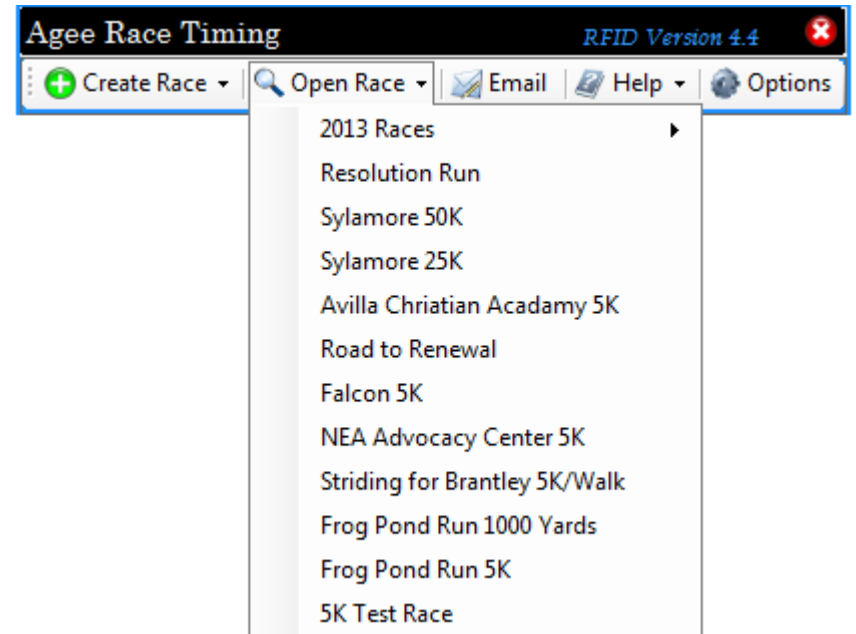 Agee Race Timing RFID Version 4.4
Create Race Open Race Email Help Options
2013 Races
Resolution Run
Sylamore 50K
Sylamore 25K
Avilla Chriatian Acadamy 5K
Road to Renewal
Falcon 5K
NEA Advocacy Center 5K
Striding for Brantley 5K/Walk
Frog Pond Run 1000 Yards
Frog Pond Run 5K
5K Test Race